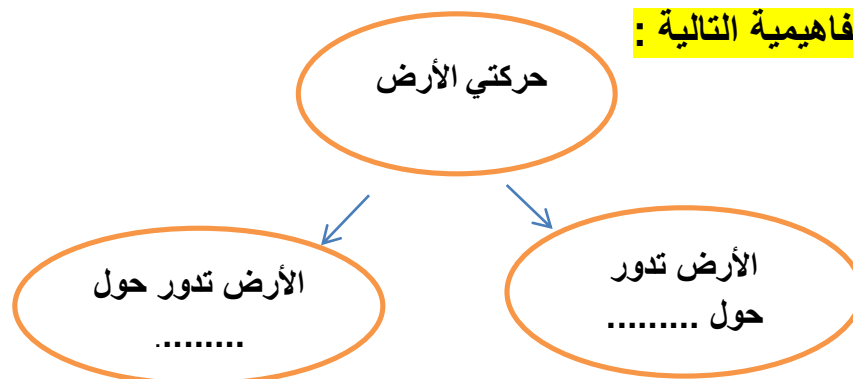 فاهيمية التالية :
حركتي الأرض
الأرض تدور
حول .........
الأرض تدور حول
.........